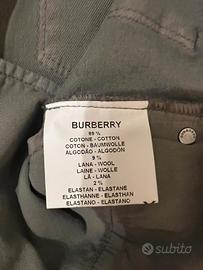 BURBERRY
89 %
COTONE - COTTON
COTON - BAUMWOLLE
ALGODÃO - ALGODÓN
9 %
LANA - WOOL
LAINE - WOLLE
LÃ - LANA
2 %
ELASTAN - ELASTANE
ELASTHANNE - ELASTHAN
ELASTANO - ELASTANO
subito